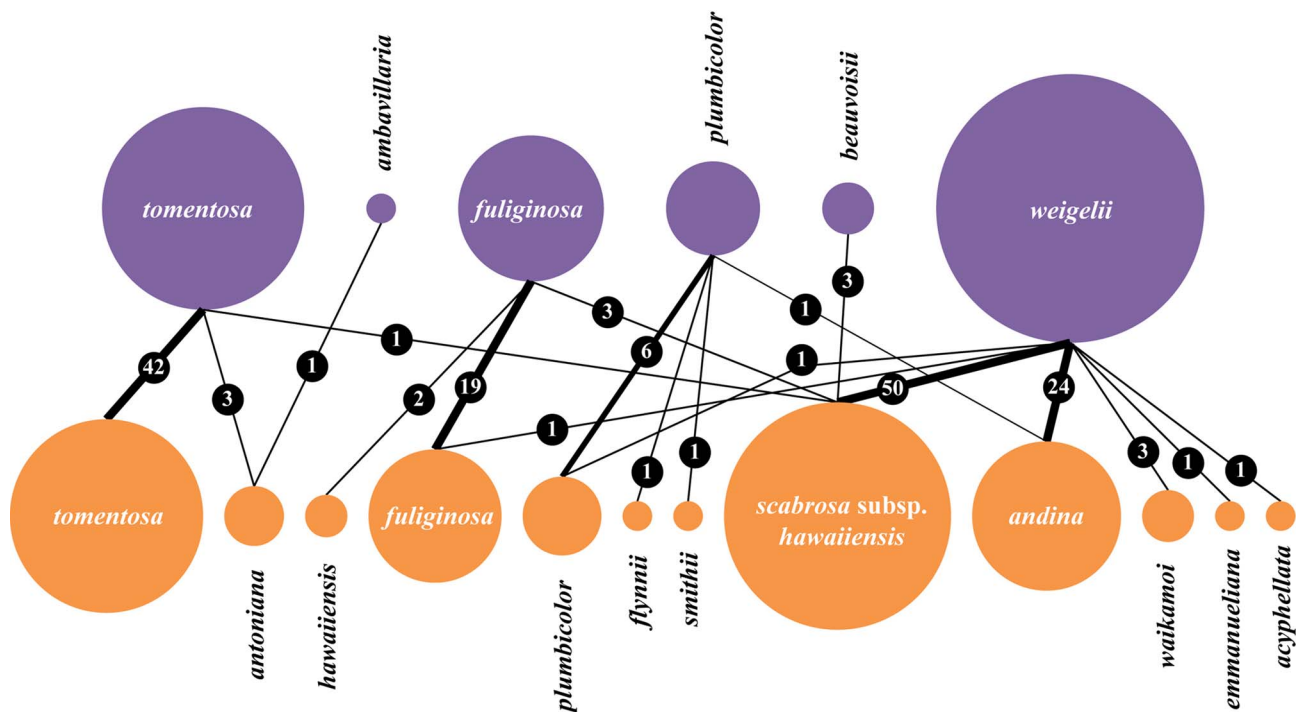 tomentosa
ambavillaria
fuliginosa
plumbicolor
beauvoisii
weigelii
42
3
1
1
2
19
3
6
1
1
1
1
3
1
50
24
3
1
1
tomentosa
antoniana
hawaiiensis
fuliginosa
plumbicolor
flynnii
smithii
scabrosa subsp.
hawaiiensis
andina
waikamoi
emmanueliana
acyphellata